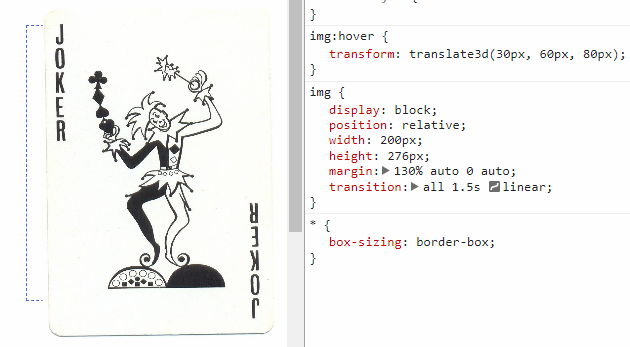 JOKER
JOKER
}
img:hover {
transform: translate3d(30px, 60px, 80px);
}
img {
display: block;
position: relative;
width: 200px;
height: 276px;
margin:▶130% auto 0 auto;
transition:▶all 1.5s linear;
}
* {
box-sizing: border-box;
}